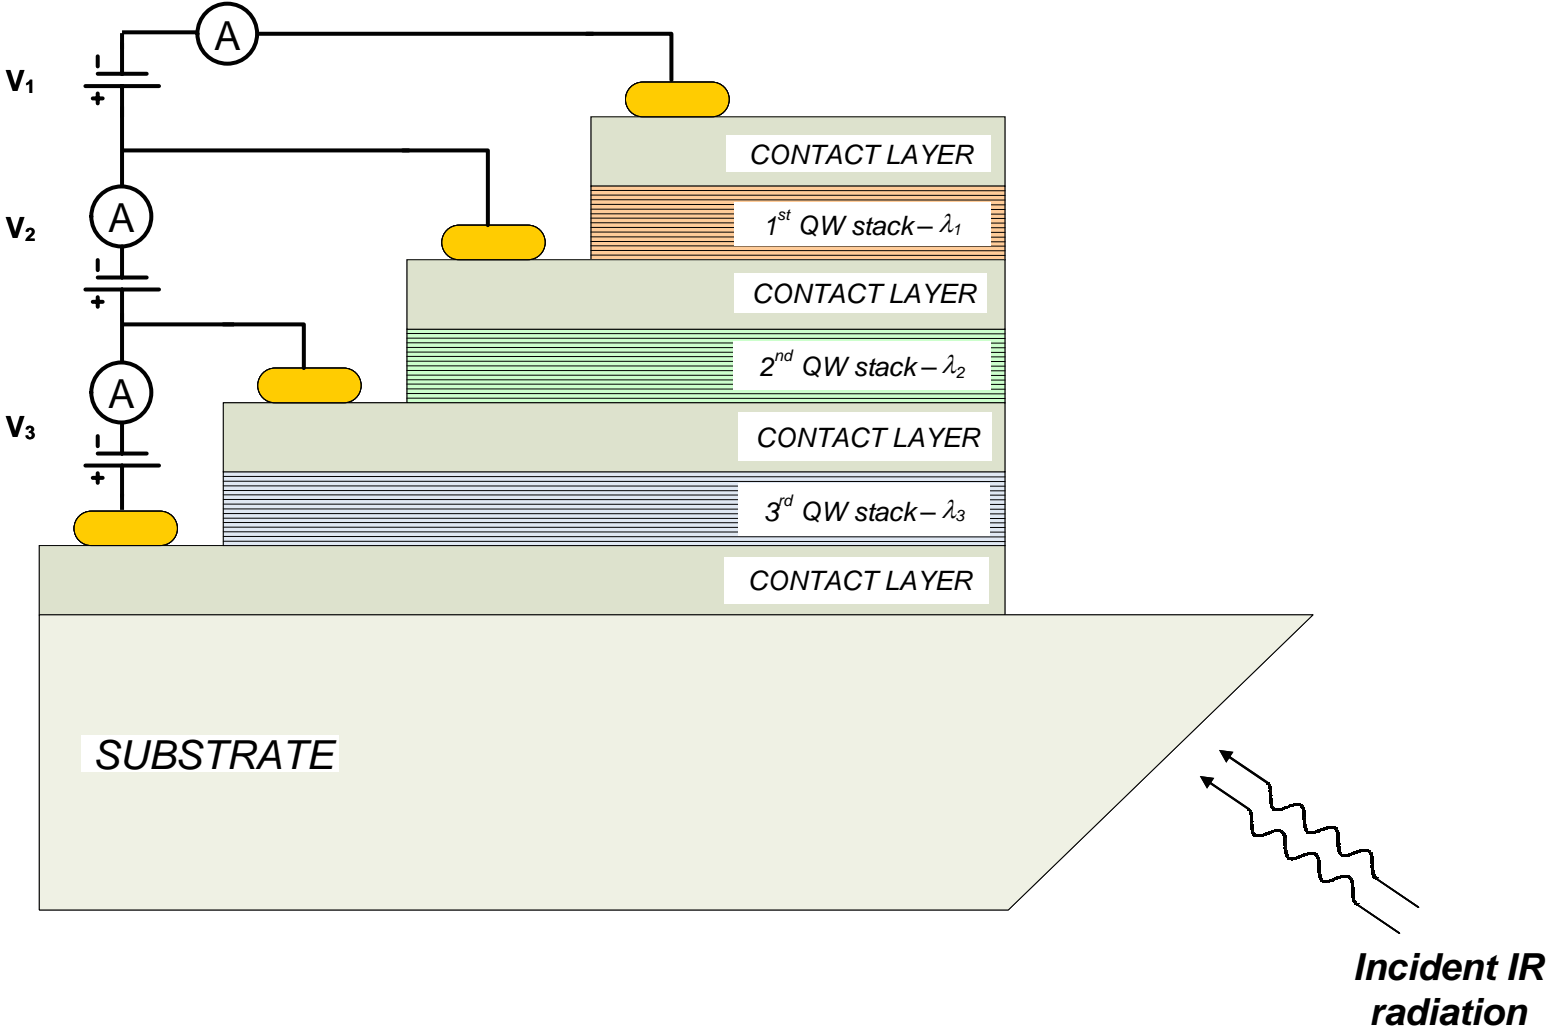 A
V₁
-
+
CONTACT LAYER
1ˢᵗ QW stack – λ₁
A
V₂
-
+
CONTACT LAYER
2ⁿᵈ QW stack – λ₂
A
V₃
-
+
CONTACT LAYER
3ʳᵈ QW stack – λ₃
CONTACT LAYER
SUBSTRATE
Incident IR
radiation